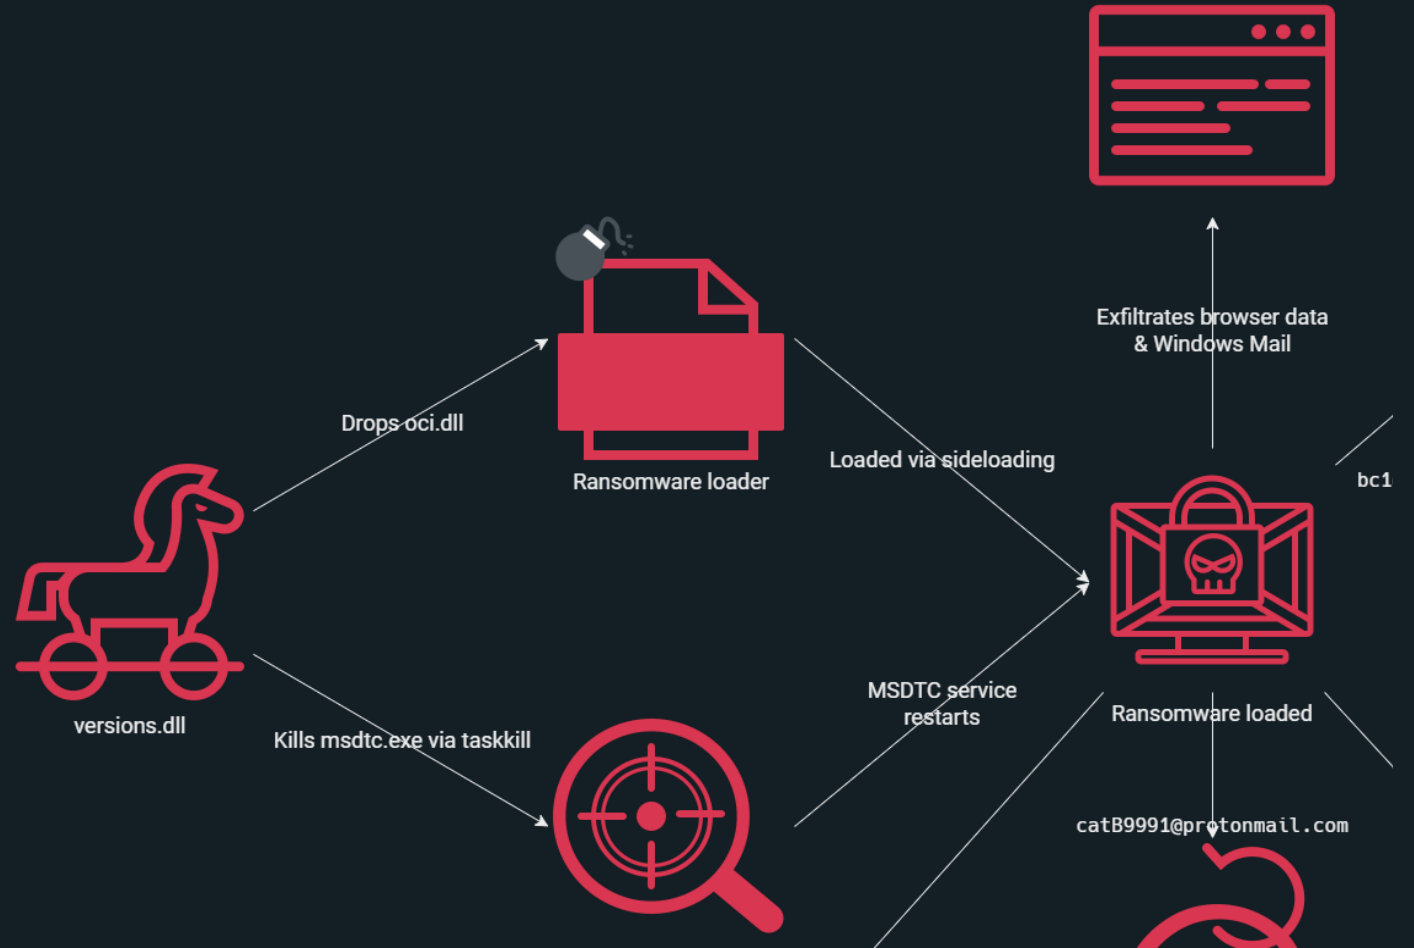 Exfiltrates browser data
& Windows Mail
Drops oci.dll
Loaded via sideloading
Ransomware loader
bc1
MSDTC service
restarts
versions.dll
Kills msdtc.exe via taskkill
Ransomware loaded
catB9991@protonmail.com